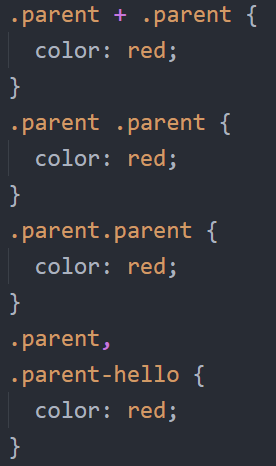 .parent + .parent {
  color: red;
}
.parent .parent {
  color: red;
}
.parent.parent {
  color: red;
}
.parent,
.parent-hello {
  color: red;
}